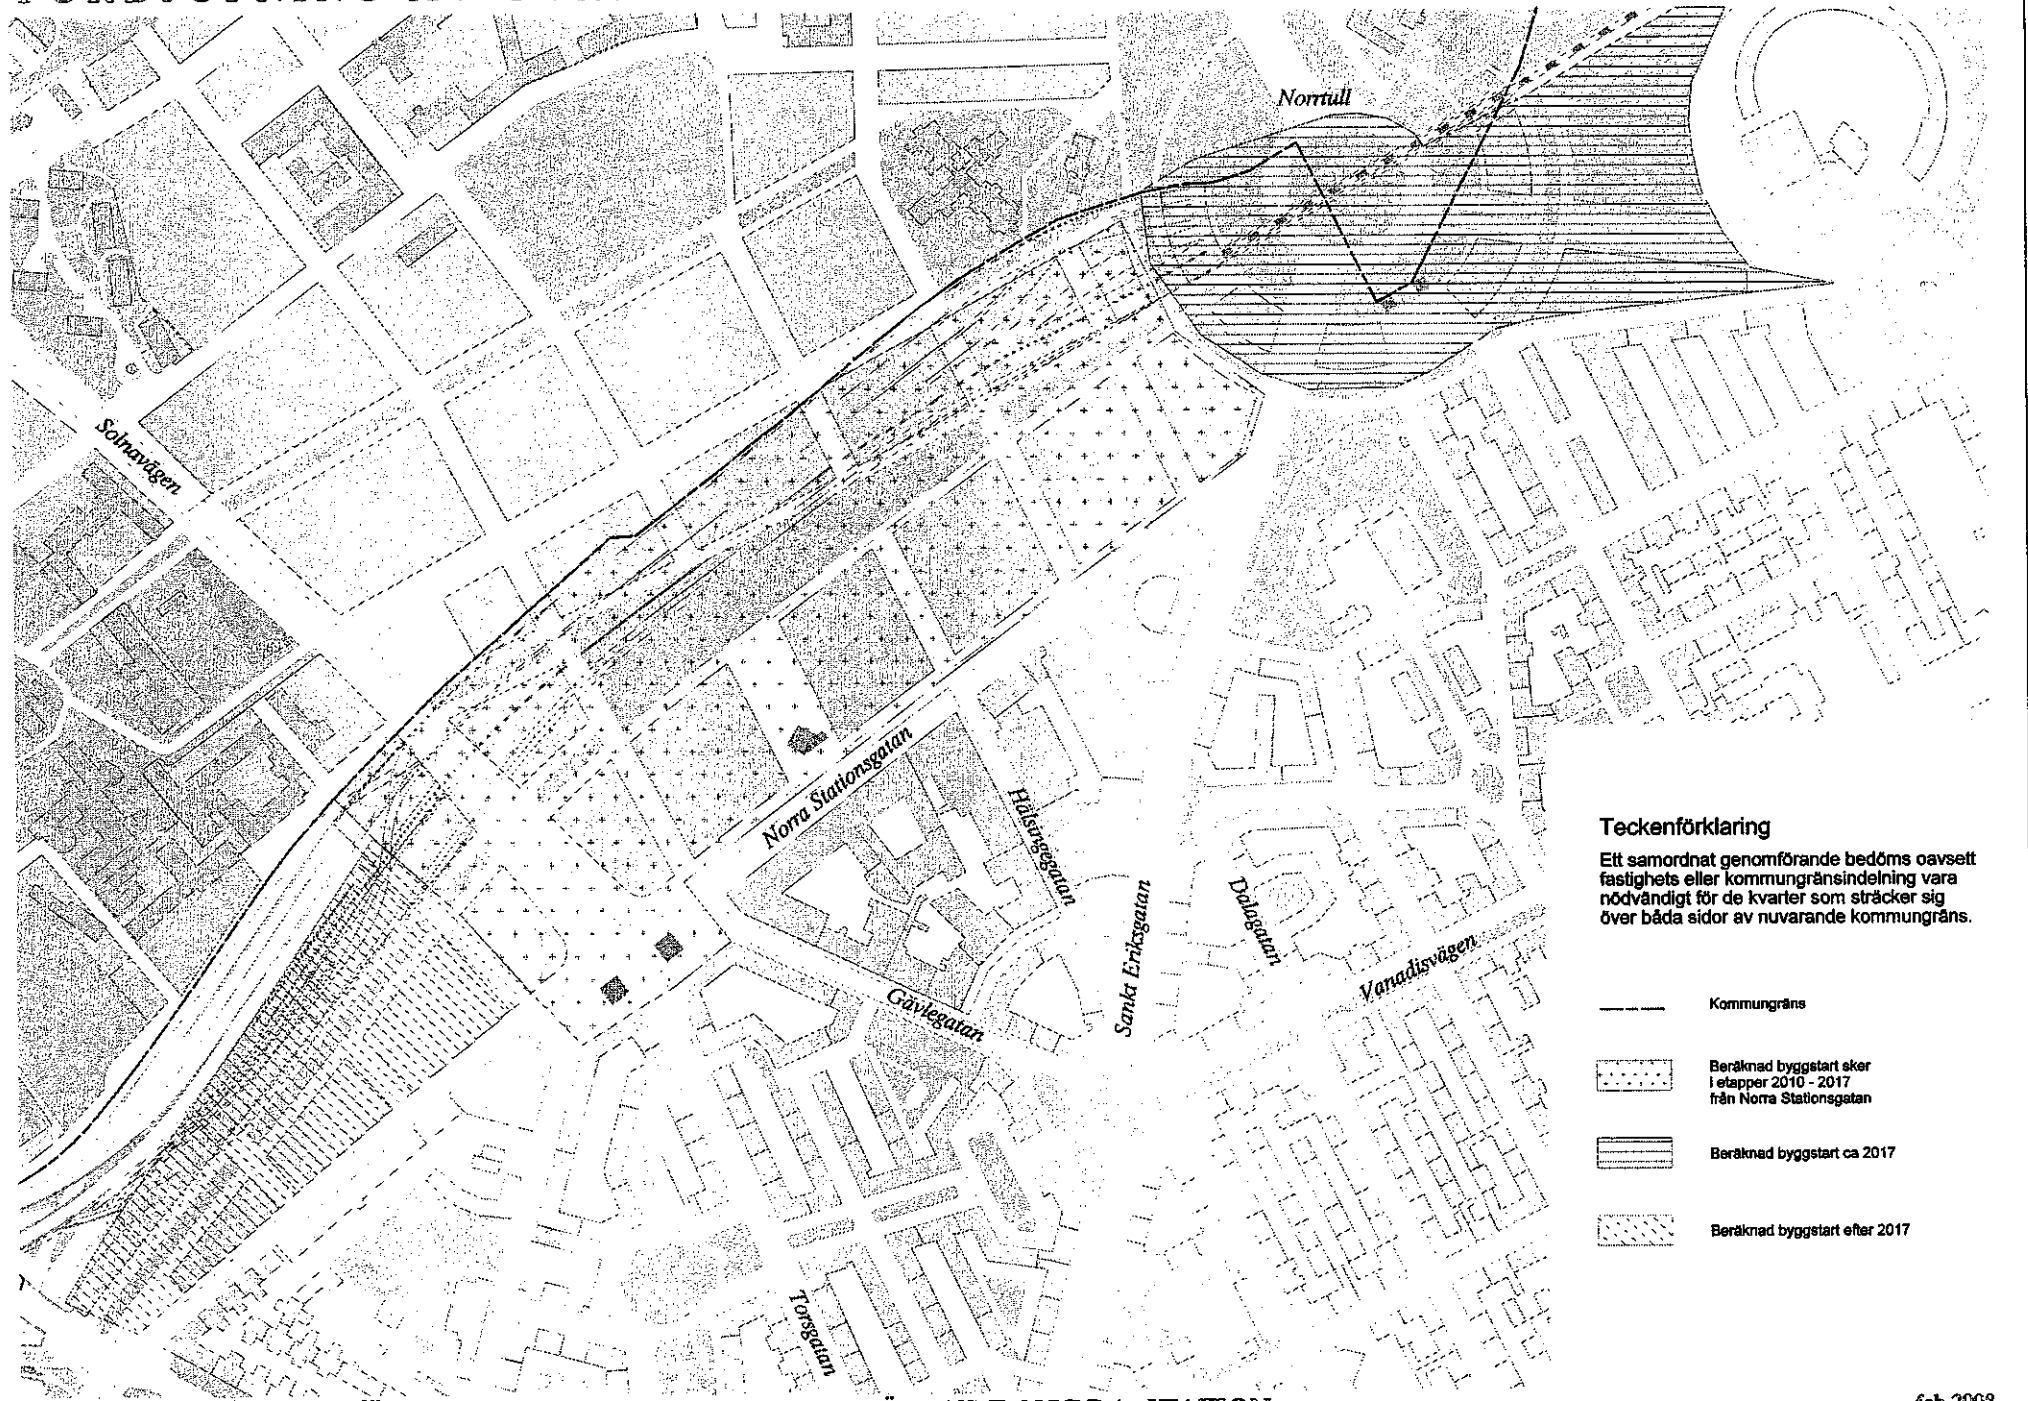 Norrtull
Solnavägen
Norra Stationsgatan
Hälsingegatan
Sankt Eriksgatan
Dalagatan
Vanadisvägen
Gävlegatan
Torsgatan
Teckenförklaring
Ett samordnat genomförande bedöms oavsett
fastighets eller kommungränsindelning vara
nödvändigt för de kvarter som sträcker sig
över båda sidor av nuvarande kommungräns.
Kommungräns
Beräknad byggstart sker
i etapper 2010 - 2017
från Norra Stationsgatan
Beräknad byggstart ca 2017
Beräknad byggstart efter 2017
feb 2008